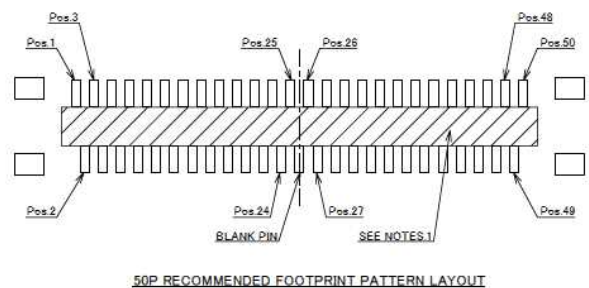 Pos.3
Pos.48
Pos.1
Pos.25
Pos.26
Pos.50
Pos.2
Pos.24
Pos.27
Pos.49
BLANK PIN
SEE NOTES.1
50P RECOMMENDED FOOTPRINT PATTERN LAYOUT